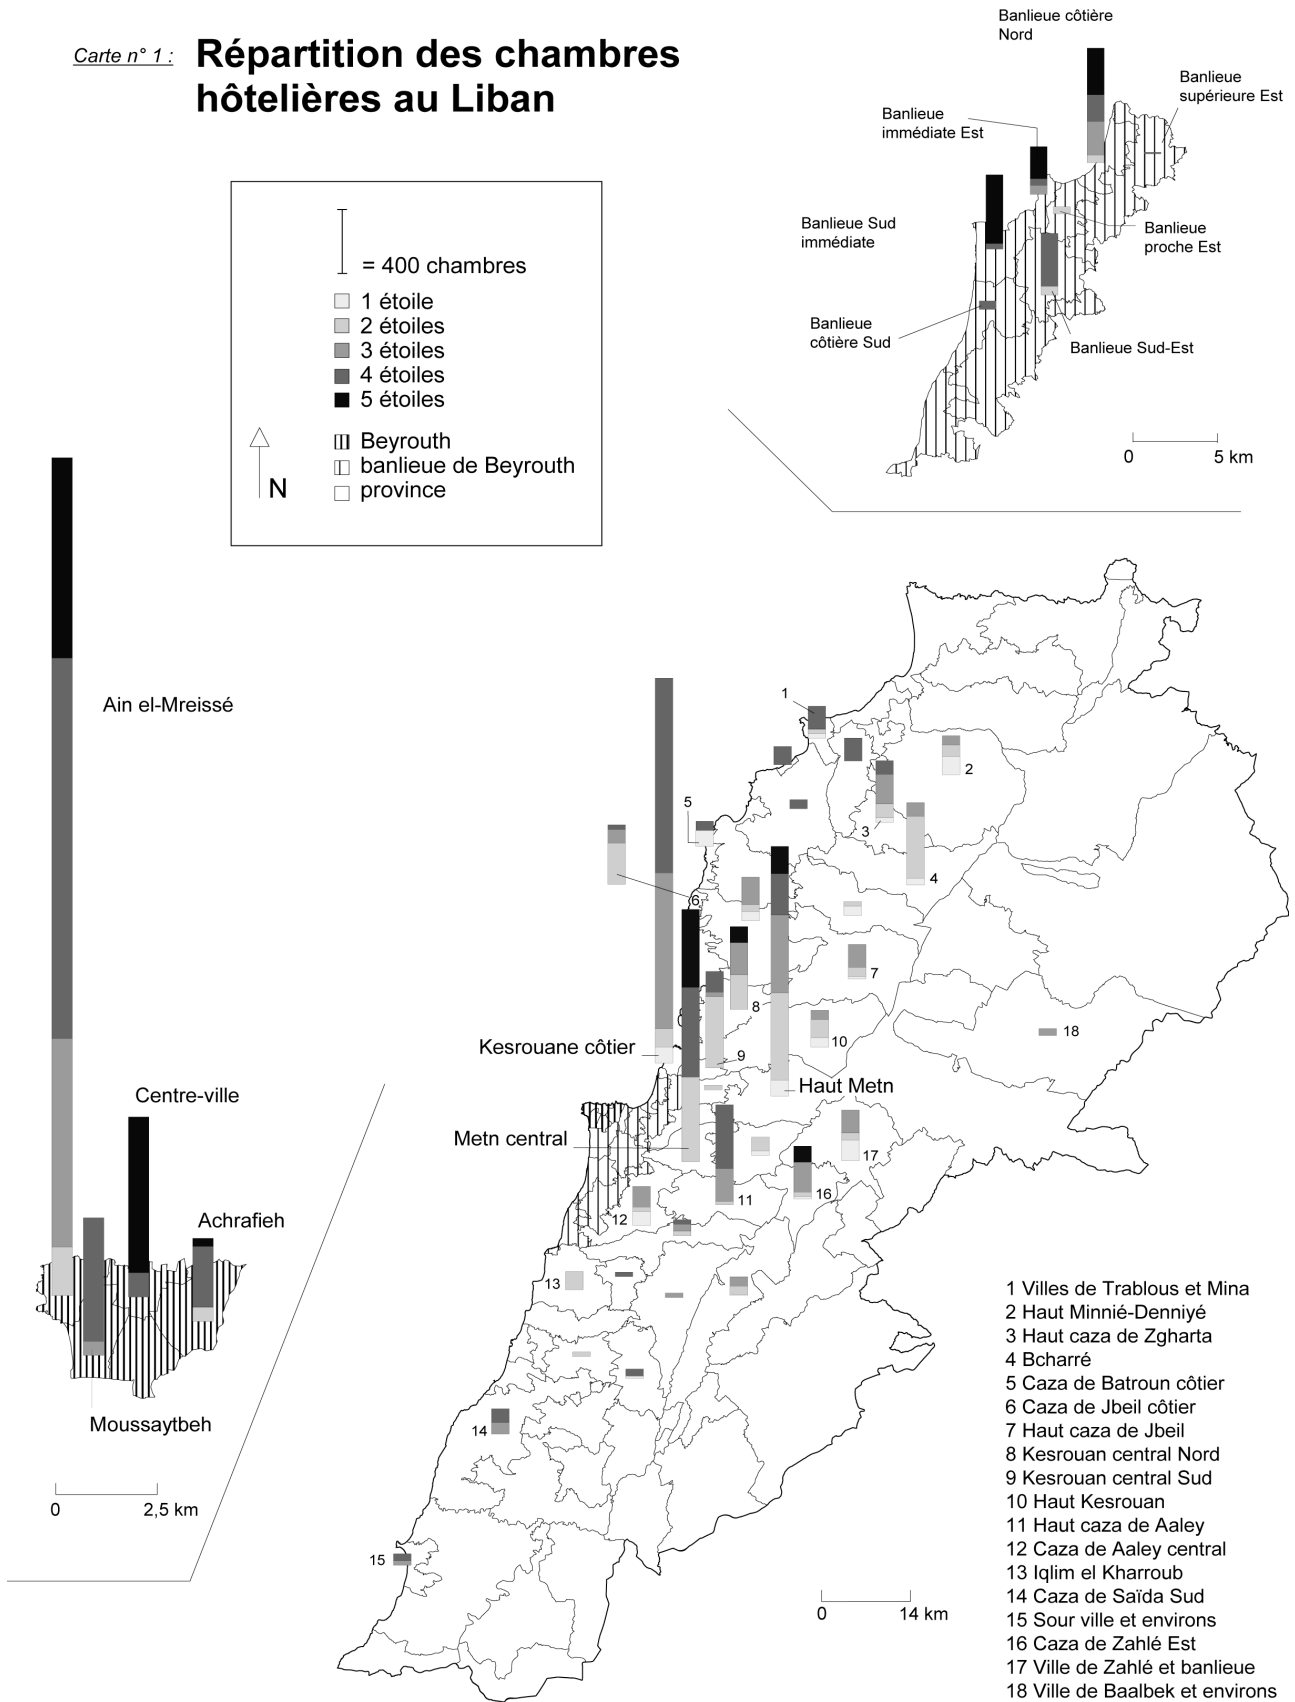 Carte n° 1 :
Répartition des chambres
hôtelières au Liban
= 400 chambres
1 étoile
2 étoiles
3 étoiles
4 étoiles
5 étoiles
Beyrouth
banlieue de Beyrouth
province
N
Banlieue côtière
Nord
Banlieue
supérieure Est
Banlieue
immédiate Est
Banlieue Sud
immédiate
Banlieue
proche Est
Banlieue
côtière Sud
Banlieue Sud-Est
0
5 km
Ain el-Mreissé
Centre-ville
Achrafieh
Moussaytbeh
0
2,5 km
1
2
3
4
5
6
7
8
9
10
18
Kesrouane côtier
Haut Metn
Metn central
17
16
11
12
13
14
15
0
14 km
1 Villes de Trablous et Mina
2 Haut Minnié-Denniyé
3 Haut caza de Zgharta
4 Bcharré
5 Caza de Batroun côtier
6 Caza de Jbeil côtier
7 Haut caza de Jbeil
8 Kesrouan central Nord
9 Kesrouan central Sud
10 Haut Kesrouan
11 Haut caza de Aaley
12 Caza de Aaley central
13 Iqlim el Kharroub
14 Caza de Saïda Sud
15 Sour ville et environs
16 Caza de Zahlé Est
17 Ville de Zahlé et banlieue
18 Ville de Baalbek et environs